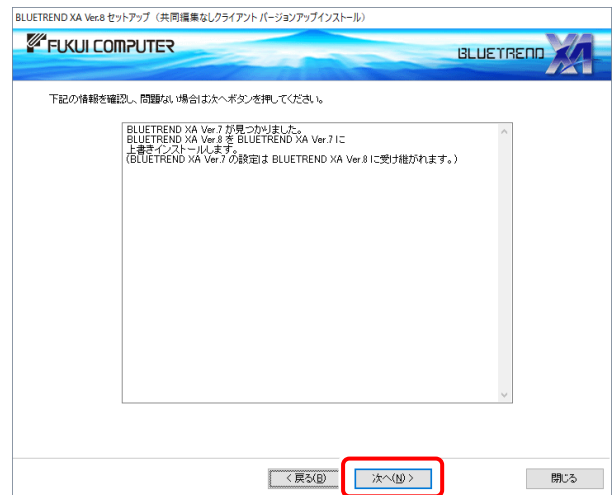 BLUETREND XA Ver.8 セットアップ（共同編集なしクライアント バージョンアップインストール）
FUKUI COMPUTER
BLUETREND XA
下記の情報を確認し、問題ない場合は次へボタンを押してください。
BLUETREND XA Ver.7 が見つかりました。
BLUETREND XA Ver.8 を BLUETREND XA Ver.7 に
上書きインストールします。
(BLUETREND XA Ver.7 の設定は BLUETREND XA Ver.8 に受け継がれます。)
< 戻る(B) 次へ(N) > 閉じる